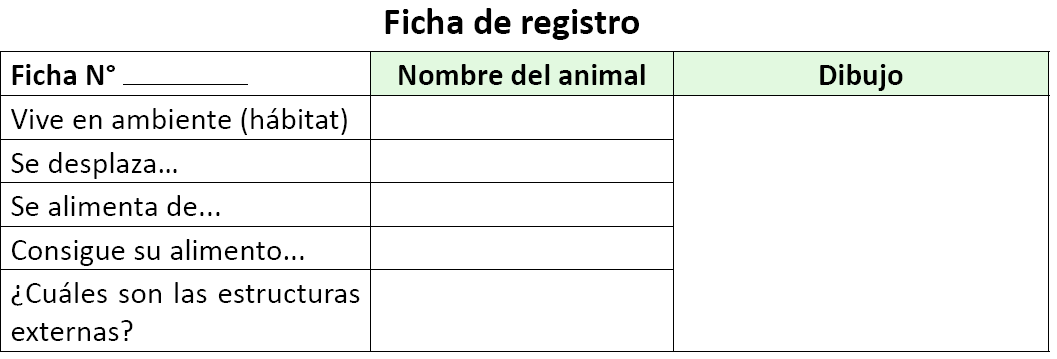 Ficha de registro
Ficha N° _________ Nombre del animal Dibujo
Vive en ambiente (hábitat)
Se desplaza...
Se alimenta de...
Consigue su alimento...
¿Cuáles son las estructuras
externas?